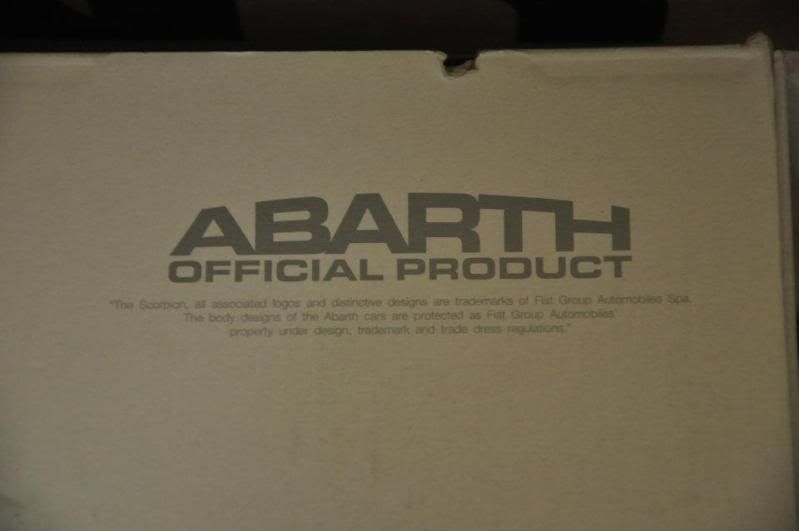 ABARTH
OFFICIAL PRODUCT
"The Scorpion, all associated logos and distinctive designs are trademarks of Fiat Group Automobiles Spa.
The body designs of the Abarth cars are protected as Fiat Group Automobiles'
property under design, trademark and trade dress regulations."